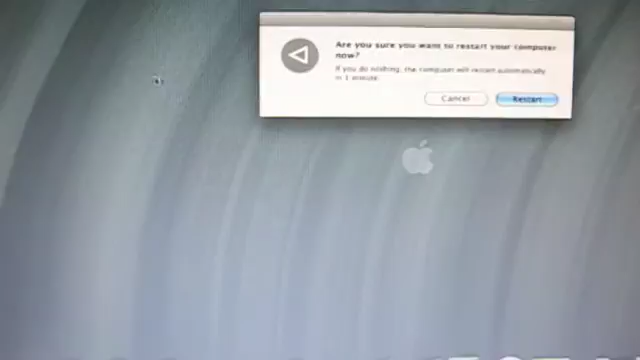 Are you sure you want to restart your computer
now?
If you do nothing, the computer will restart automatically
in 1 minute.
Cancel
Restart